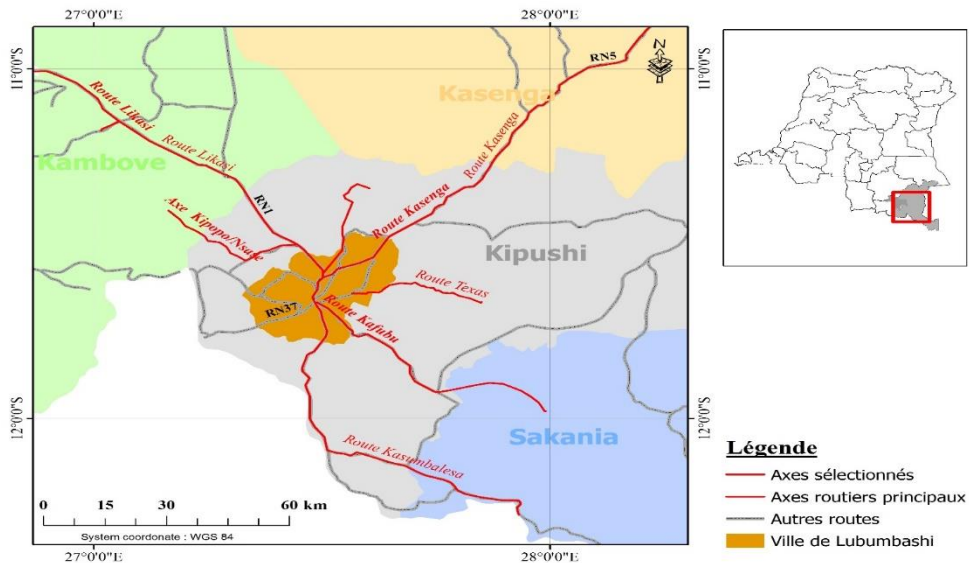 27°0'0"E
28°0'0"E
11°0'0"S
11°0'0"S
N
RN5
Kasenga
Route Likasi
Route Likasi
Route Kasenga
Kambove
RN1
Axe Kipopo/Nsate
Route Kasenga
Kipushi
Route Texas
RN37
Route Kafubu
12°0'0"S
12°0'0"S
Sakania
Route Kasumbalesa
0 15 30 60 km
System coordonate : WGS 84
27°0'0"E
28°0'0"E
Légende
Axes sélectionnés
Axes routiers principaux
Autres routes
Ville de Lubumbashi